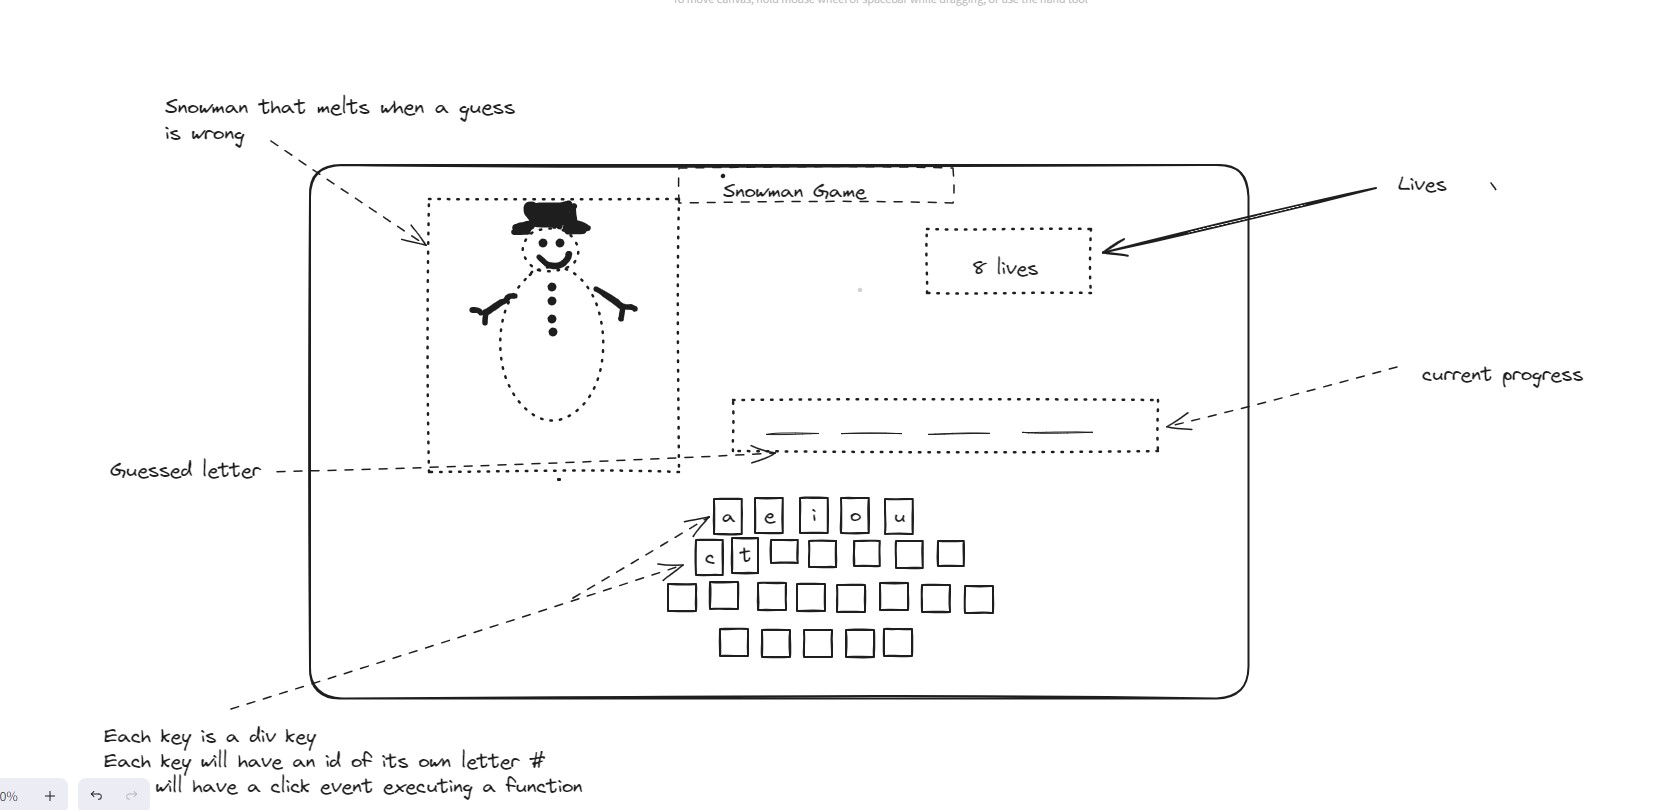 To move canvas, hold mouse wheel or spacebar while dragging, or use the hand tool
Snowman that melts when a guess
is wrong
Snowman Game
Lives
8 lives
current progress
Guessed letter
a e i o u
c t
Each key is a div key
Each key will have an id of its own letter #
will have a click event executing a function
0%